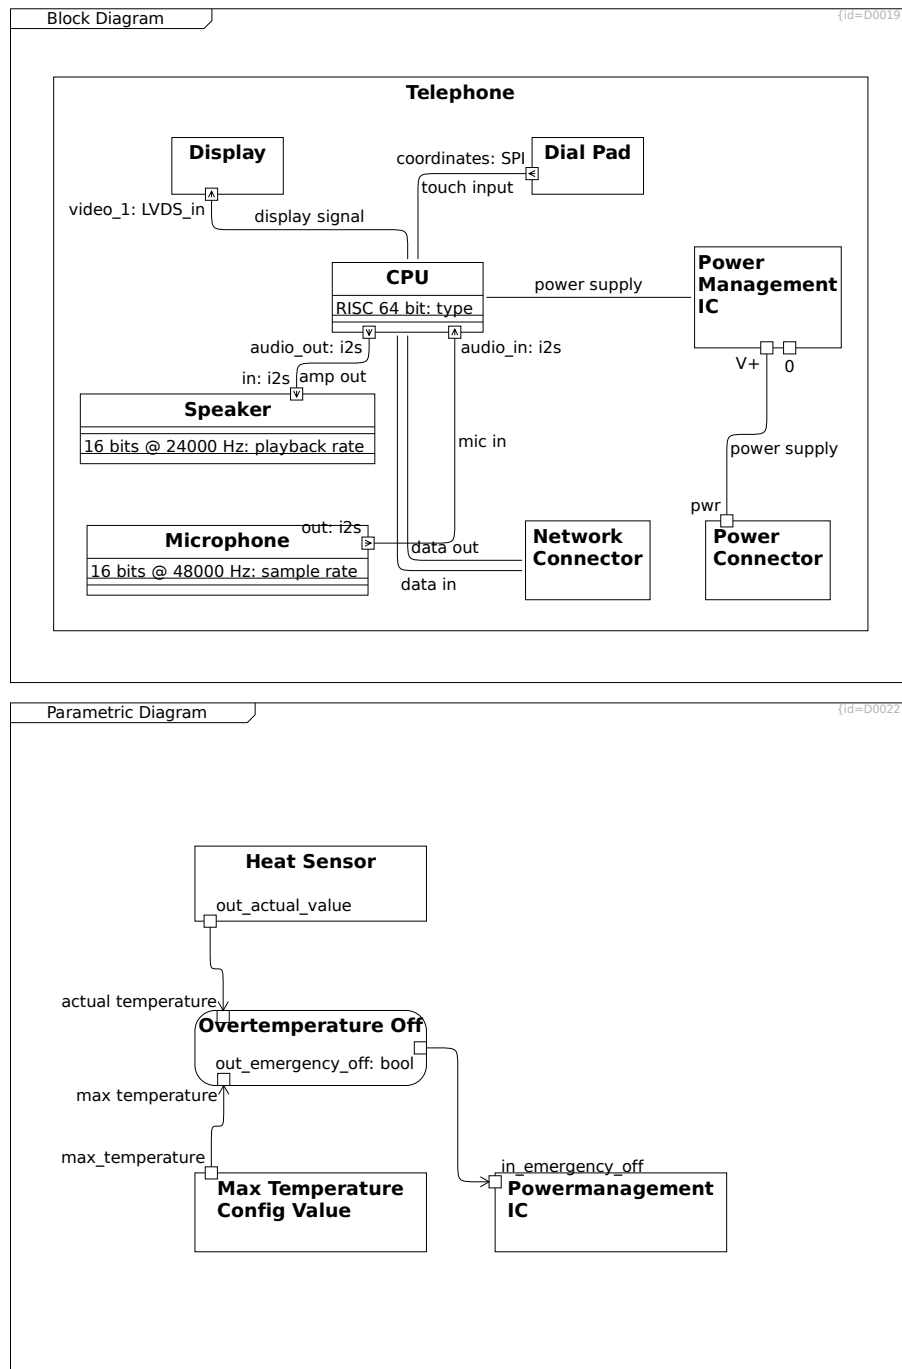 Block Diagram
{id=D0019
Telephone
Display
coordinates: SPI
Dial Pad
touch input
video_1: LVDS_in
display signal
CPU
RISC 64 bit: type
power supply
Power
Management
IC
audio_out: i2s
audio_in: i2s
V+
0
in: i2s
amp out
Speaker
16 bits @ 24000 Hz: playback rate
mic in
power supply
pwr
out: i2s
Microphone
16 bits @ 48000 Hz: sample rate
data out
data in
Network
Connector
Power
Connector
Parametric Diagram
{id=D0022
Heat Sensor
out_actual_value
actual temperature
Overtemperature Off
out_emergency_off: bool
max temperature
max_temperature
Max Temperature
Config Value
in_emergency_off
Powermanagement
IC